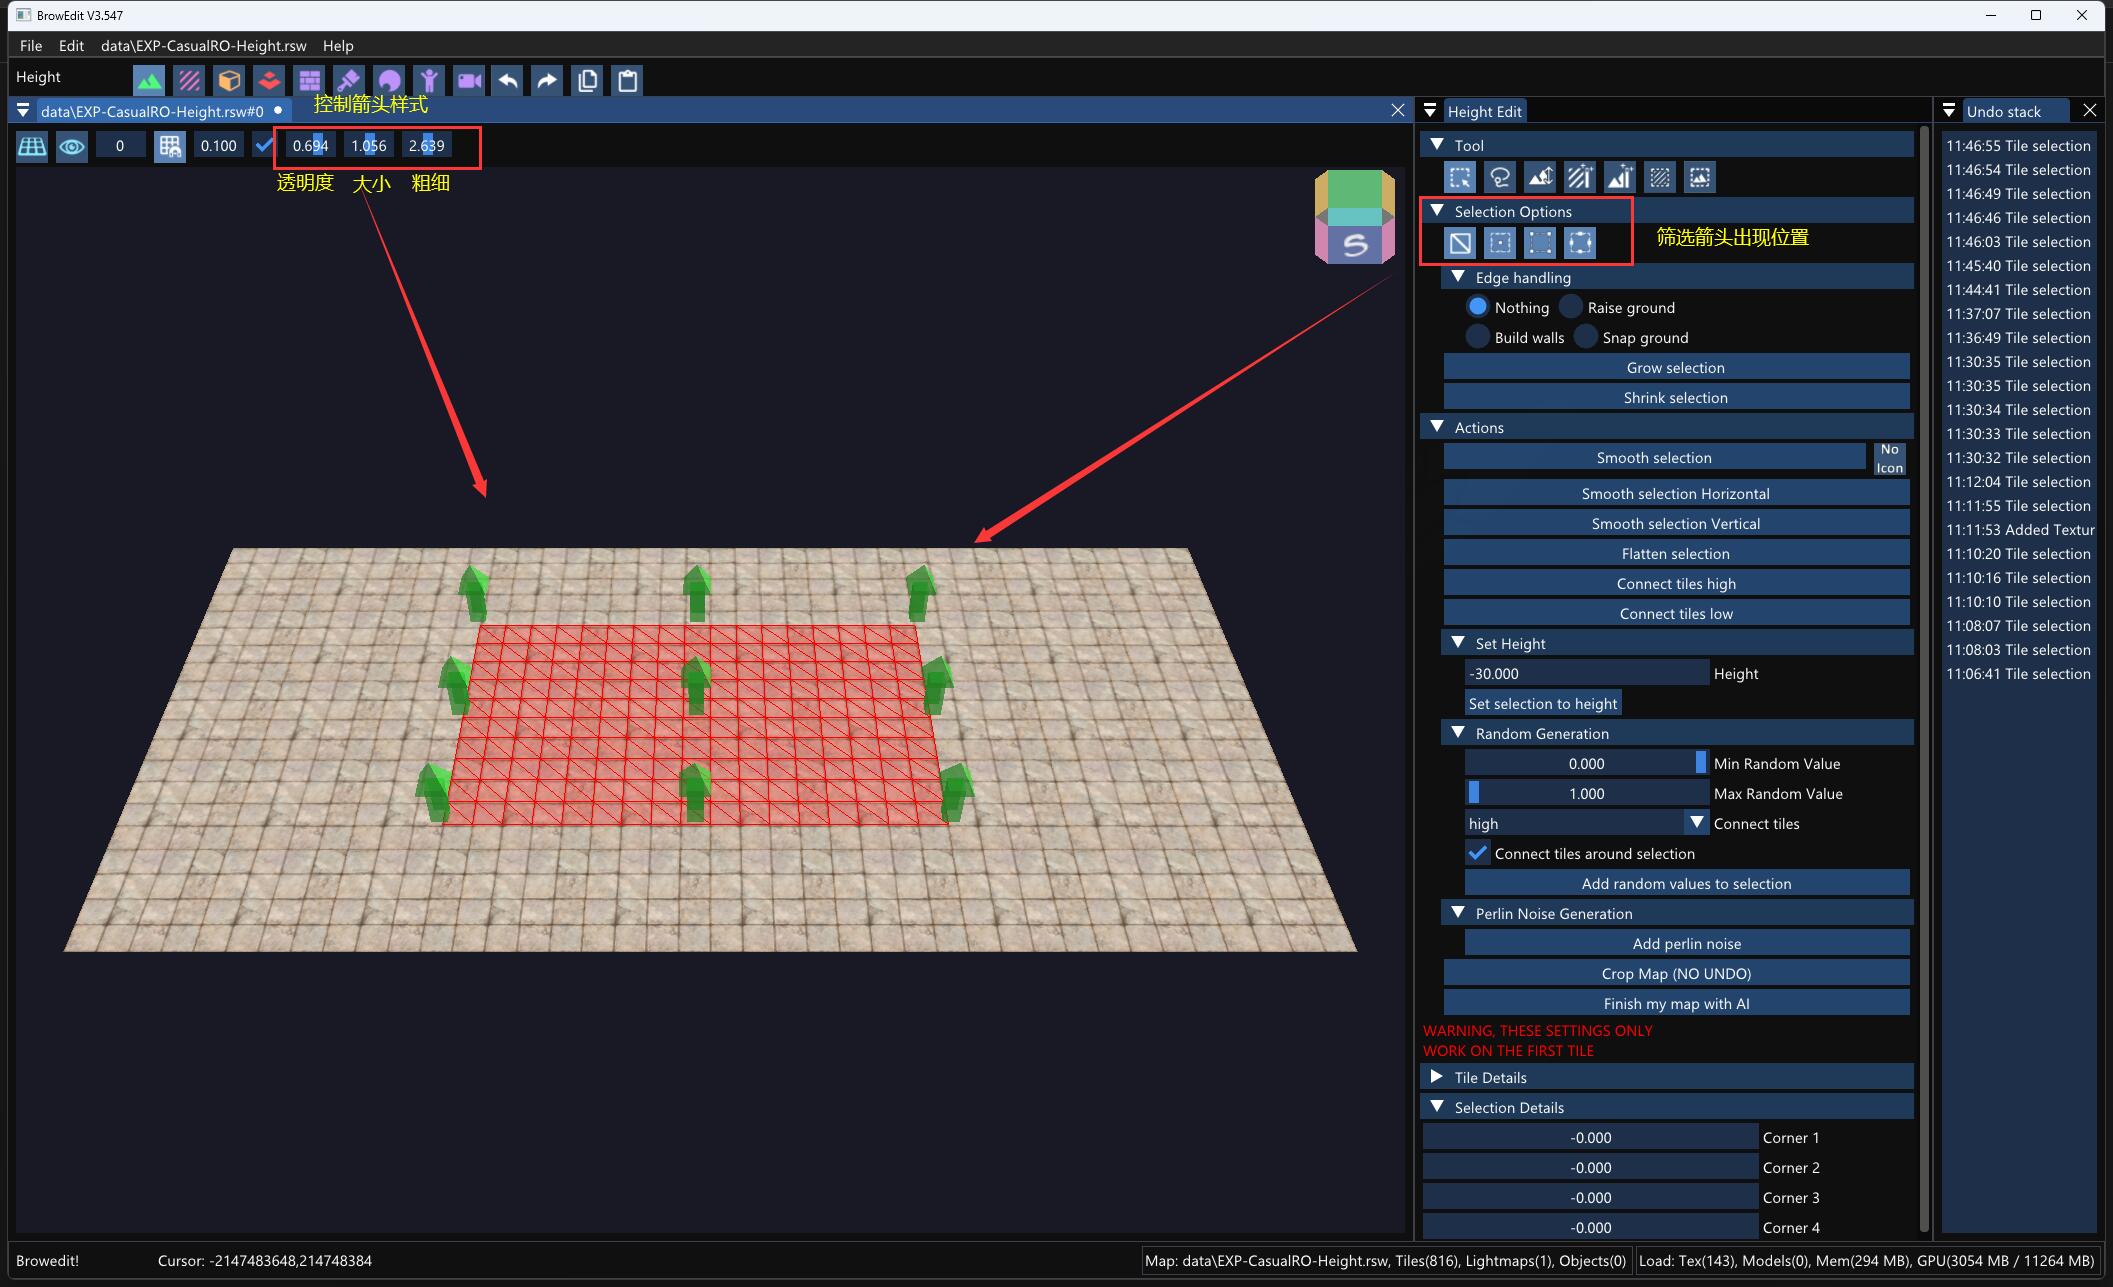 BrowEdit V3.547
File Edit data\EXP-CasualRO-Height.rsw Help
Height
控制箭头样式
data\EXP-CasualRO-Height.rsw#0
0 0.100 0.694 1.056 2.639
透明度 大小 粗细
S
Height Edit
Tool
Selection Options
筛选箭头出现位置
Edge handling
Nothing Raise ground
Build walls Snap ground
Grow selection
Shrink selection
Actions
Smooth selection No Icon
Smooth selection Horizontal
Smooth selection Vertical
Flatten selection
Connect tiles high
Connect tiles low
Set Height
-30.000 Height
Set selection to height
Random Generation
0.000 Min Random Value
1.000 Max Random Value
high Connect tiles
Connect tiles around selection
Add random values to selection
Perlin Noise Generation
Add perlin noise
Crop Map (NO UNDO)
Finish my map with AI
WARNING, THESE SETTINGS ONLY
WORK ON THE FIRST TILE
Tile Details
Selection Details
-0.000 Corner 1
-0.000 Corner 2
-0.000 Corner 3
-0.000 Corner 4
Undo stack
11:46:55 Tile selection
11:46:54 Tile selection
11:46:49 Tile selection
11:46:46 Tile selection
11:46:03 Tile selection
11:45:40 Tile selection
11:44:41 Tile selection
11:37:07 Tile selection
11:36:49 Tile selection
11:30:35 Tile selection
11:30:35 Tile selection
11:30:34 Tile selection
11:30:33 Tile selection
11:30:32 Tile selection
11:12:04 Tile selection
11:11:55 Tile selection
11:11:53 Added Textur
11:10:20 Tile selection
11:10:16 Tile selection
11:10:10 Tile selection
11:08:07 Tile selection
11:08:03 Tile selection
11:06:41 Tile selection
Browedit! Cursor: -2147483648,214748384
Map: data\EXP-CasualRO-Height.rsw, Tiles(816), Lightmaps(1), Objects(0)
Load: Tex(143), Models(0), Mem(294 MB), GPU(3054 MB / 11264 MB)